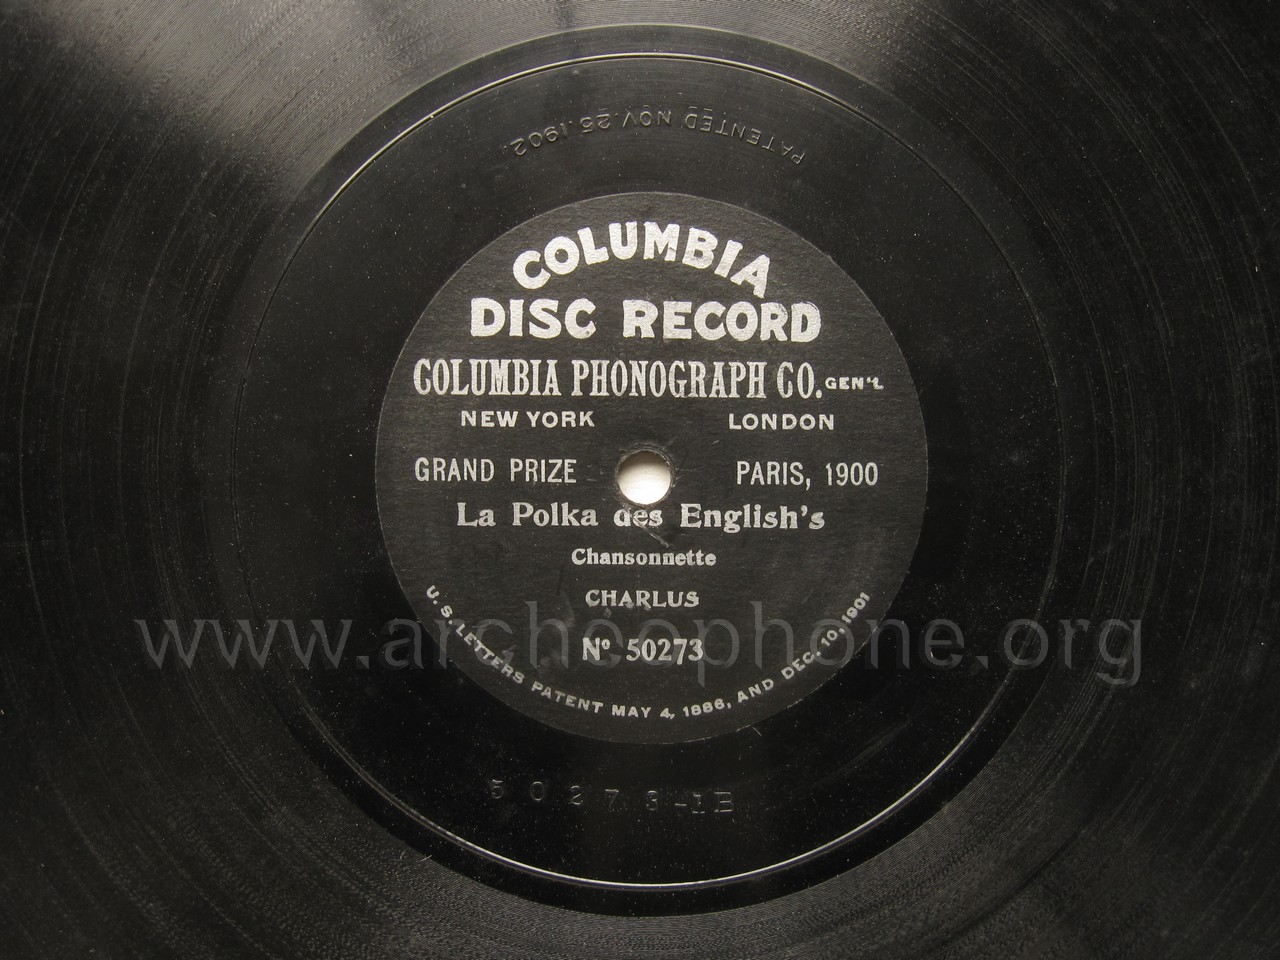 PATENTED NOV. 25. 1902.
COLUMBIA
DISC RECORD
COLUMBIA PHONOGRAPH CO. GEN'L
NEW YORK LONDON
GRAND PRIZE PARIS, 1900
La Polka des English's
Chansonnette
CHARLUS
www.archeophone.org
Nº 50273
U.S. LETTERS PATENT MAY 4, 1886, AND DEC. 10, 1901
50273-1B